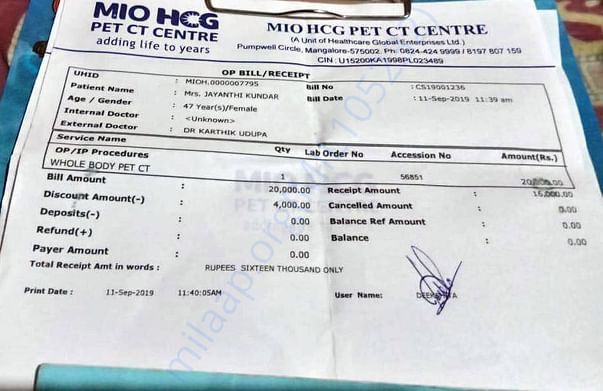 MIO HCG
PET CT CENTRE
adding life to years
MIO HCG PET CT CENTRE
(A Unit of Healthcare Global Enterprises Ltd.)
Pumpwell Circle, Mangalore-575002. Ph: 0824-424 9999 / 8197 807 159
CIN : U15200KA1998PL023489
OP BILL/RECEIPT
UHID : MIOH.0000007795 Bill No : CS19001236
Patient Name : Mrs. JAYANTHI KUNDAR Bill Date : 11-Sep-2019 11:39 am
Age / Gender : 47 Year(s)/Female
Internal Doctor : <Unknown>
External Doctor : DR KARTHIK UDUPA
Service Name
OP/IP Procedures Qty Lab Order No Accession No Amount(Rs.)
WHOLE BODY PET CT 1 56851 20,000.00
Bill Amount : 20,000.00 Receipt Amount : 16,000.00
Discount Amount(-) : 4,000.00 Cancelled Amount : 0.00
Deposits(-) : 0.00 Balance Ref Amount : 0.00
Refund(+) : 0.00 Balance : 0.00
Payer Amount : 0.00
Total Receipt Amt in words : RUPEES SIXTEEN THOUSAND ONLY
Print Date : 11-Sep-2019 11:40:05AM User Name: